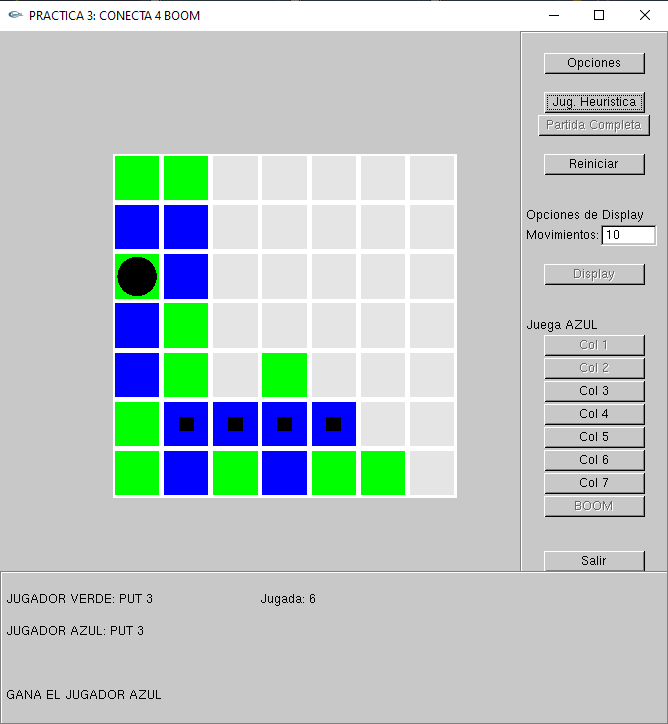 PRACTICA 3: CONECTA 4 BOOM
Opciones
Jug. Heuristica
Partida Completa
Reiniciar
Opciones de Display
Movimientos: 10
Display
Juega AZUL
Col 1
Col 2
Col 3
Col 4
Col 5
Col 6
Col 7
BOOM
Salir
JUGADOR VERDE: PUT 3 Jugada: 6
JUGADOR AZUL: PUT 3
GANA EL JUGADOR AZUL